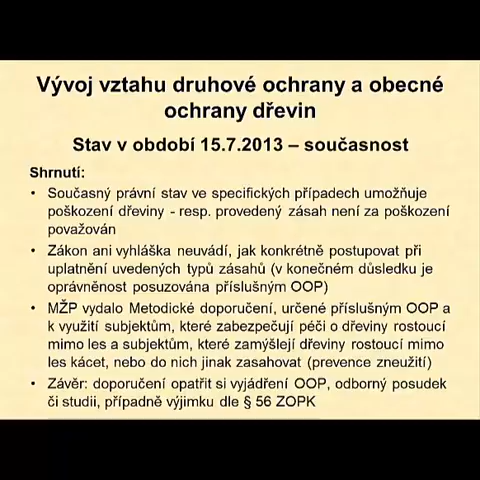 Vývoj vztahu druhové ochrany a obecné
ochrany dřevin
Stav v období 15.7.2013 – současnost
Shrnutí:
• Současný právní stav ve specifických případech umožňuje
poškození dřeviny - resp. provedený zásah není za poškození
považován
• Zákon ani vyhláška neuvádí, jak konkrétně postupovat při
uplatnění uvedených typů zásahů (v konečném důsledku je
oprávněnost posuzována příslušným OOP)
• MŽP vydalo Metodické doporučení, určené příslušným OOP a
k využití subjektům, které zabezpečují péči o dřeviny rostoucí
mimo les a subjektům, které zamýšlejí dřeviny rostoucí mimo
les kácet, nebo do nich jinak zasahovat (prevence zneužití)
• Závěr: doporučení opatřit si vyjádření OOP, odborný posudek
či studii, případně výjimku dle § 56 ZOPK